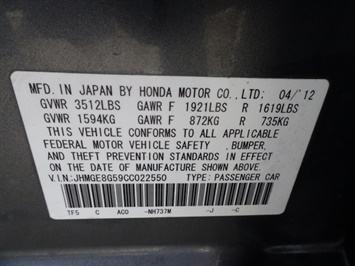 MFD. IN JAPAN BY HONDA MOTOR CO.,LTD: 04/'12
GVWR 3512LBS GAWR F 1921LBS R 1619LBS
GVWR 1594KG GAWR F 872KG R 735KG
THIS VEHICLE CONFORMS TO ALL APPLICABLE
FEDERAL MOTOR VEHICLE SAFETY ,BUMPER,
AND THEFT PREVENTION STANDARDS IN EFFECT
ON THE DATE OF MANUFACTURE SHOWN ABOVE.
V.I.N:JHMGE8G59CC022550 TYPE: PASSENGER CAR
TF5 C AC0 -NH737M -J -C